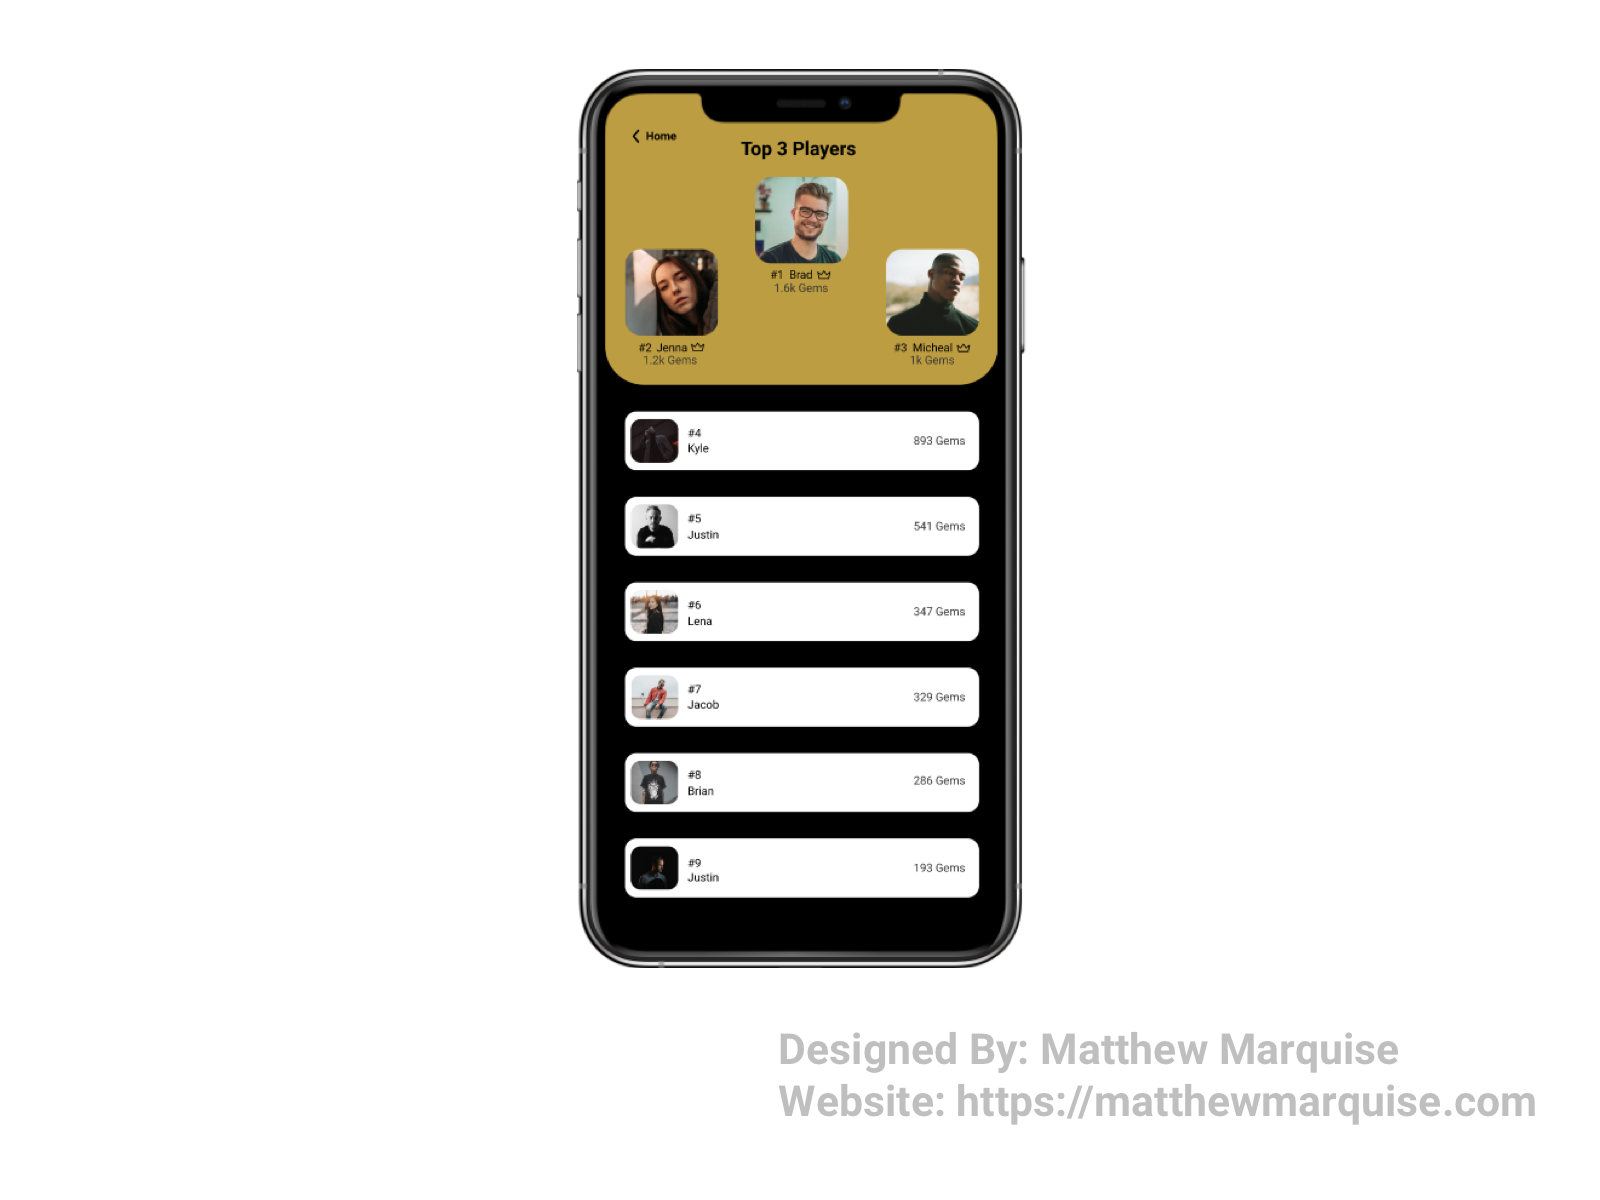 Home
Top 3 Players
#1 Brad
1.6k Gems
#2 Jenna
1.2k Gems
#3 Micheal
1k Gems
#4
Kyle
893 Gems
#5
Justin
541 Gems
#6
Lena
347 Gems
#7
Jacob
329 Gems
#8
Brian
286 Gems
#9
Justin
193 Gems
Designed By: Matthew Marquise
Website: https://matthewmarquise.com